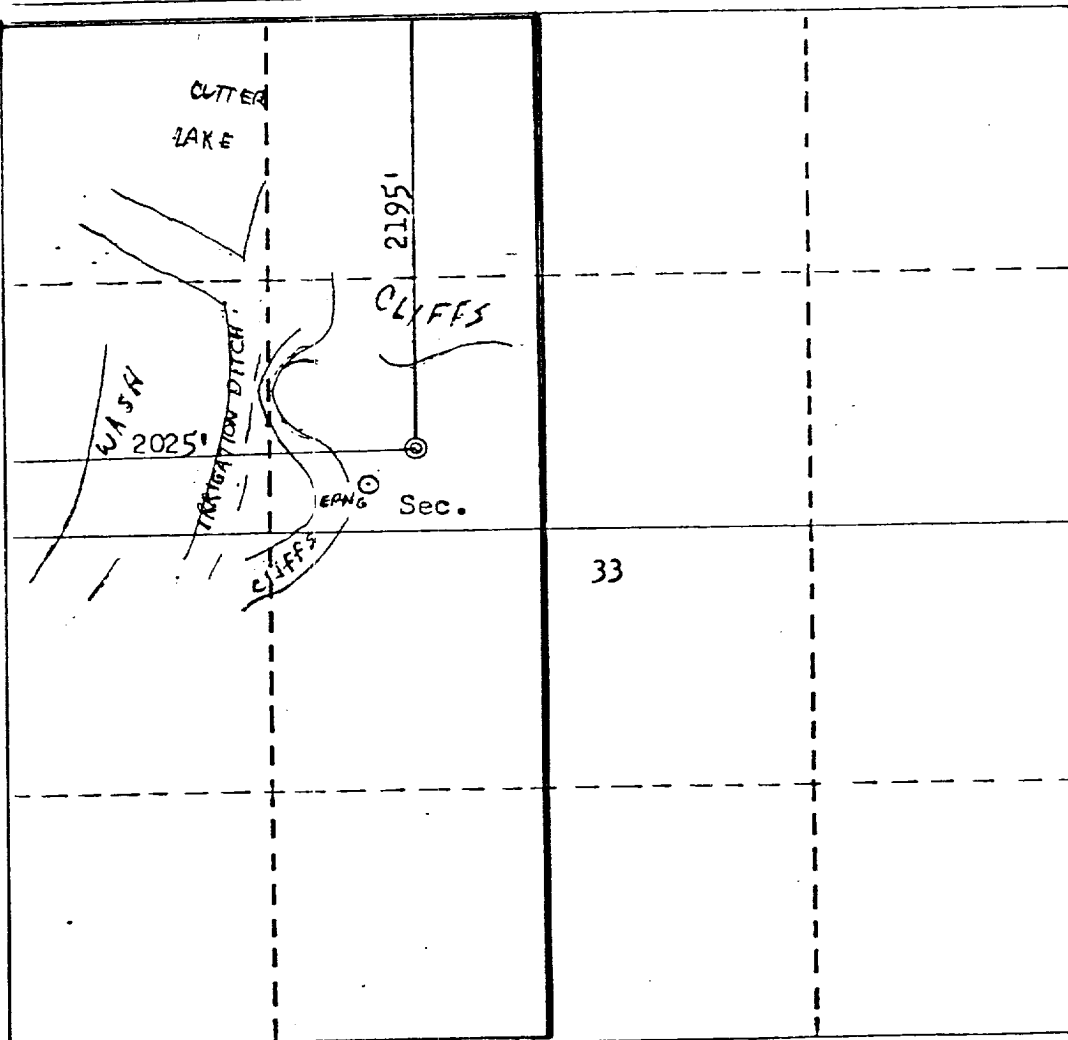 CUTTER
LAKE
2195'
CLIFFS
IRRIGATION DITCH
WASH
2025'
EPNG
Sec.
CLIFFS
33